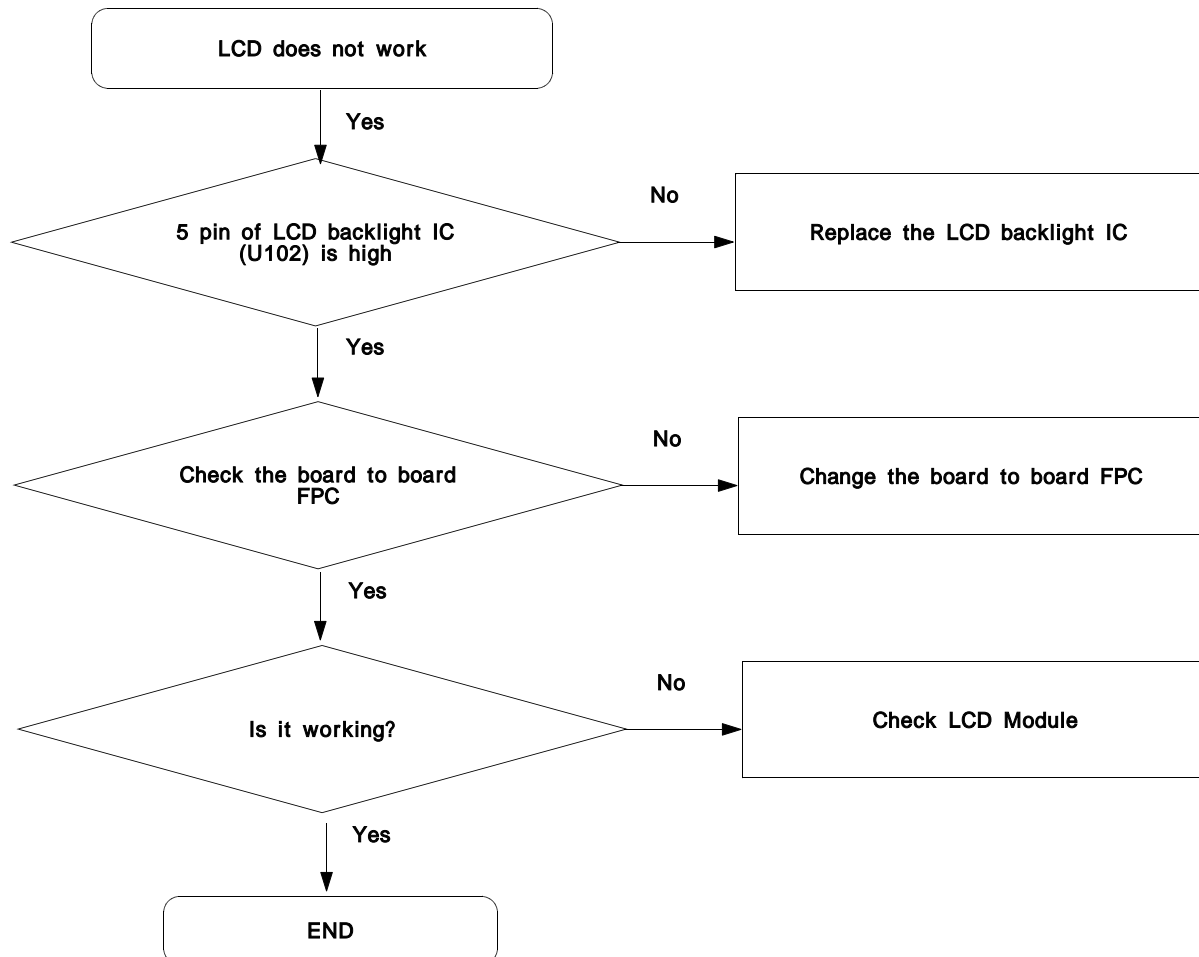 LCD does not work
Yes
5 pin of LCD backlight IC
(U102) is high
No
Replace the LCD backlight IC
Yes
Check the board to board
FPC
No
Change the board to board FPC
Yes
Is it working?
No
Check LCD Module
Yes
END